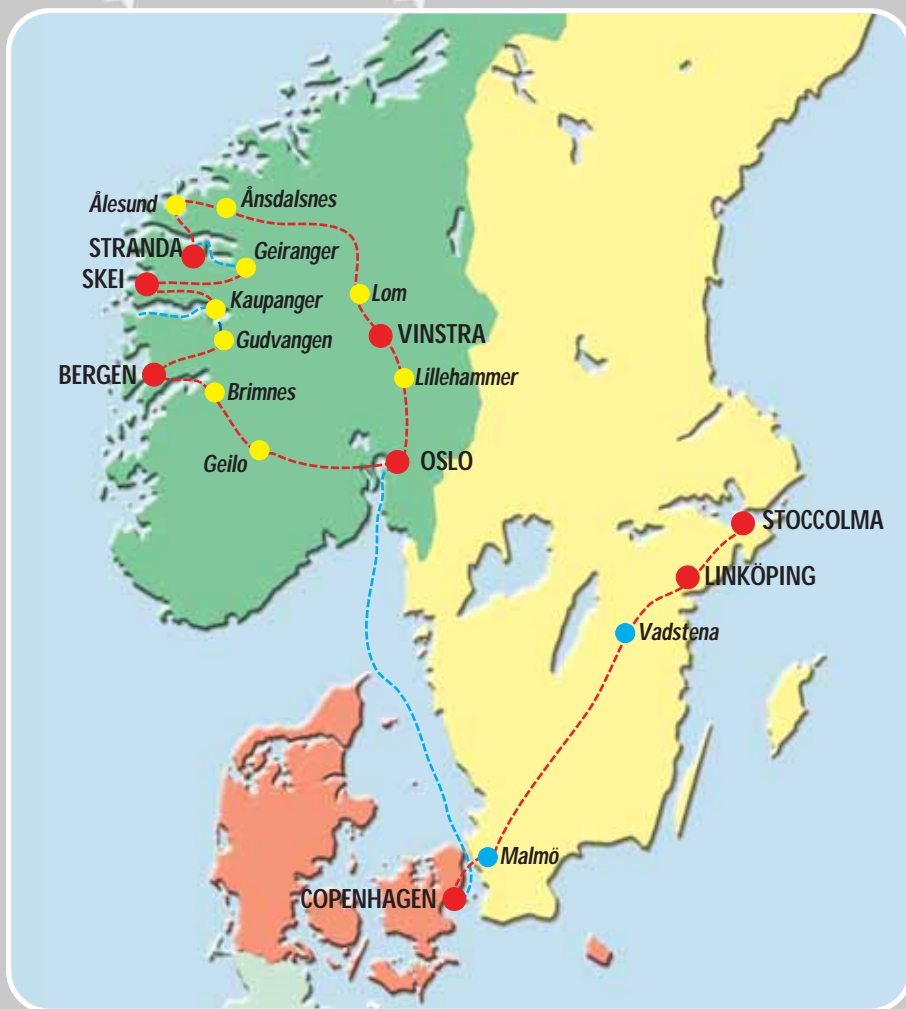 Ålesund
Ånsdalsnes
STRANDA
Geiranger
SKEI
Kaupanger
Lom
Gudvangen
VINSTRA
BERGEN
Lillehammer
Brimnes
Geilo
OSLO
STOCCOLMA
LINKÖPING
Vadstena
Malmö
COPENHAGEN